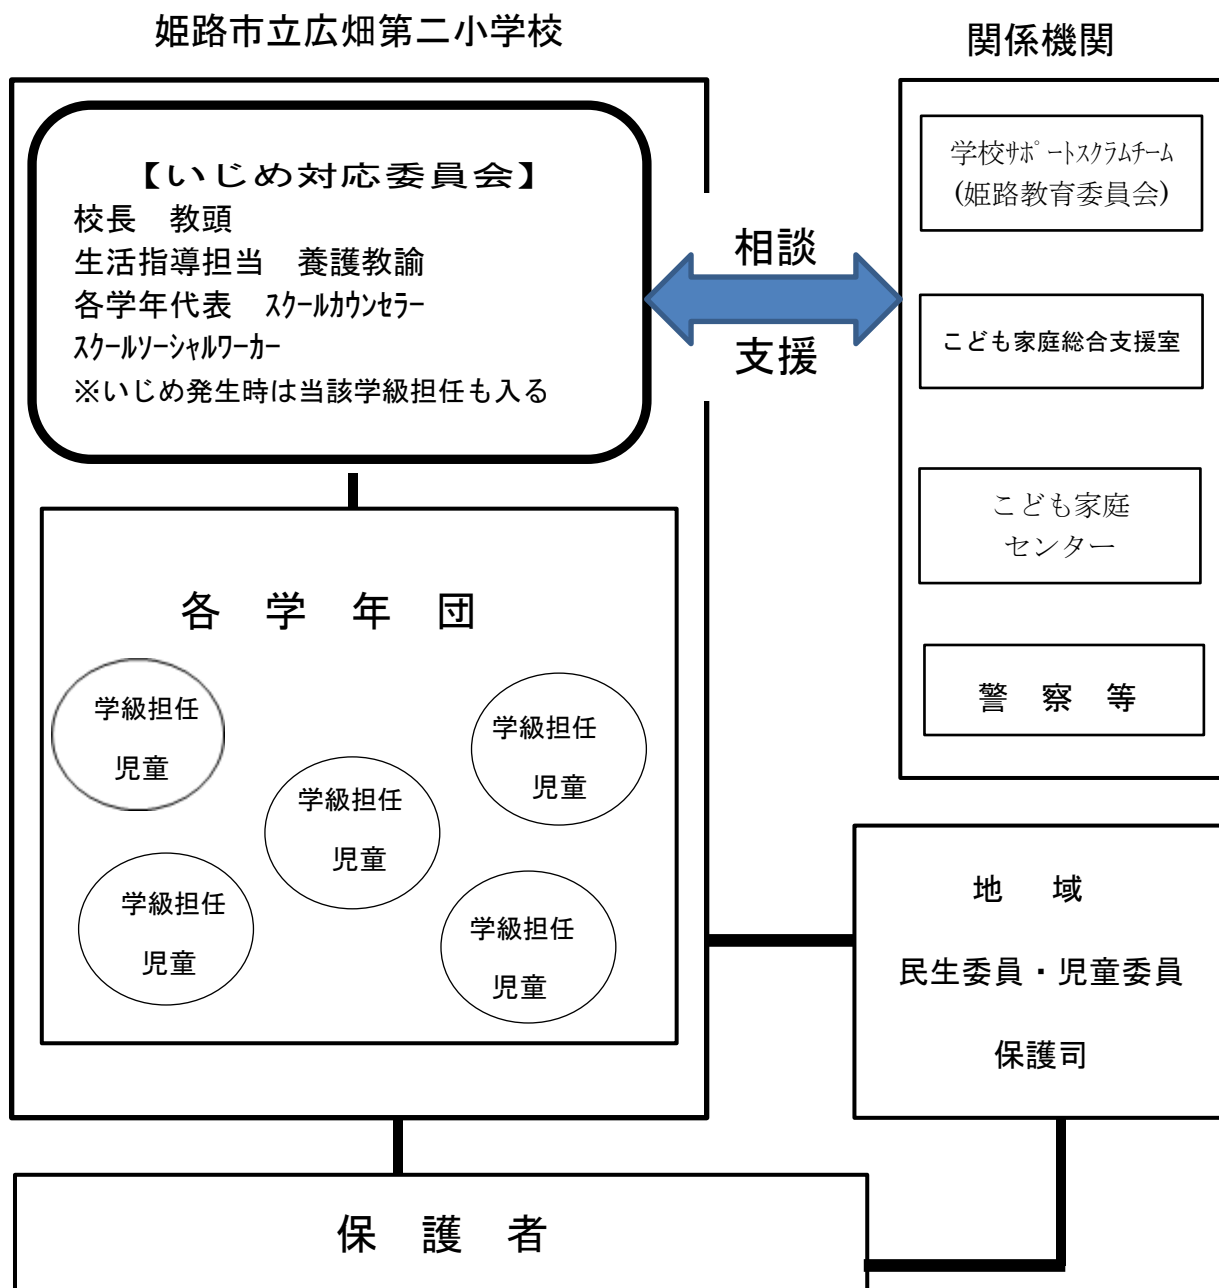 姫路市立広畑第二小学校
【いじめ対応委員会】
校長　教頭
生活指導担当　養護教諭
各学年代表　ｽｸｰﾙｶｳﾝｾﾗｰ
ｽｸｰﾙｿｰｼｬﾙﾜｰｶｰ
※いじめ発生時は当該学級担任も入る
相談
支援
関係機関
学校ｻﾎﾟｰﾄｽｸﾗﾑﾁｰﾑ
(姫路教育委員会)
こども家庭総合支援室
こども家庭
センター
警　察　等
各　学　年　団
学級担任
児童
学級担任
児童
学級担任
児童
学級担任
児童
学級担任
児童
地　域
民生委員・児童委員
保護司
保　護　者